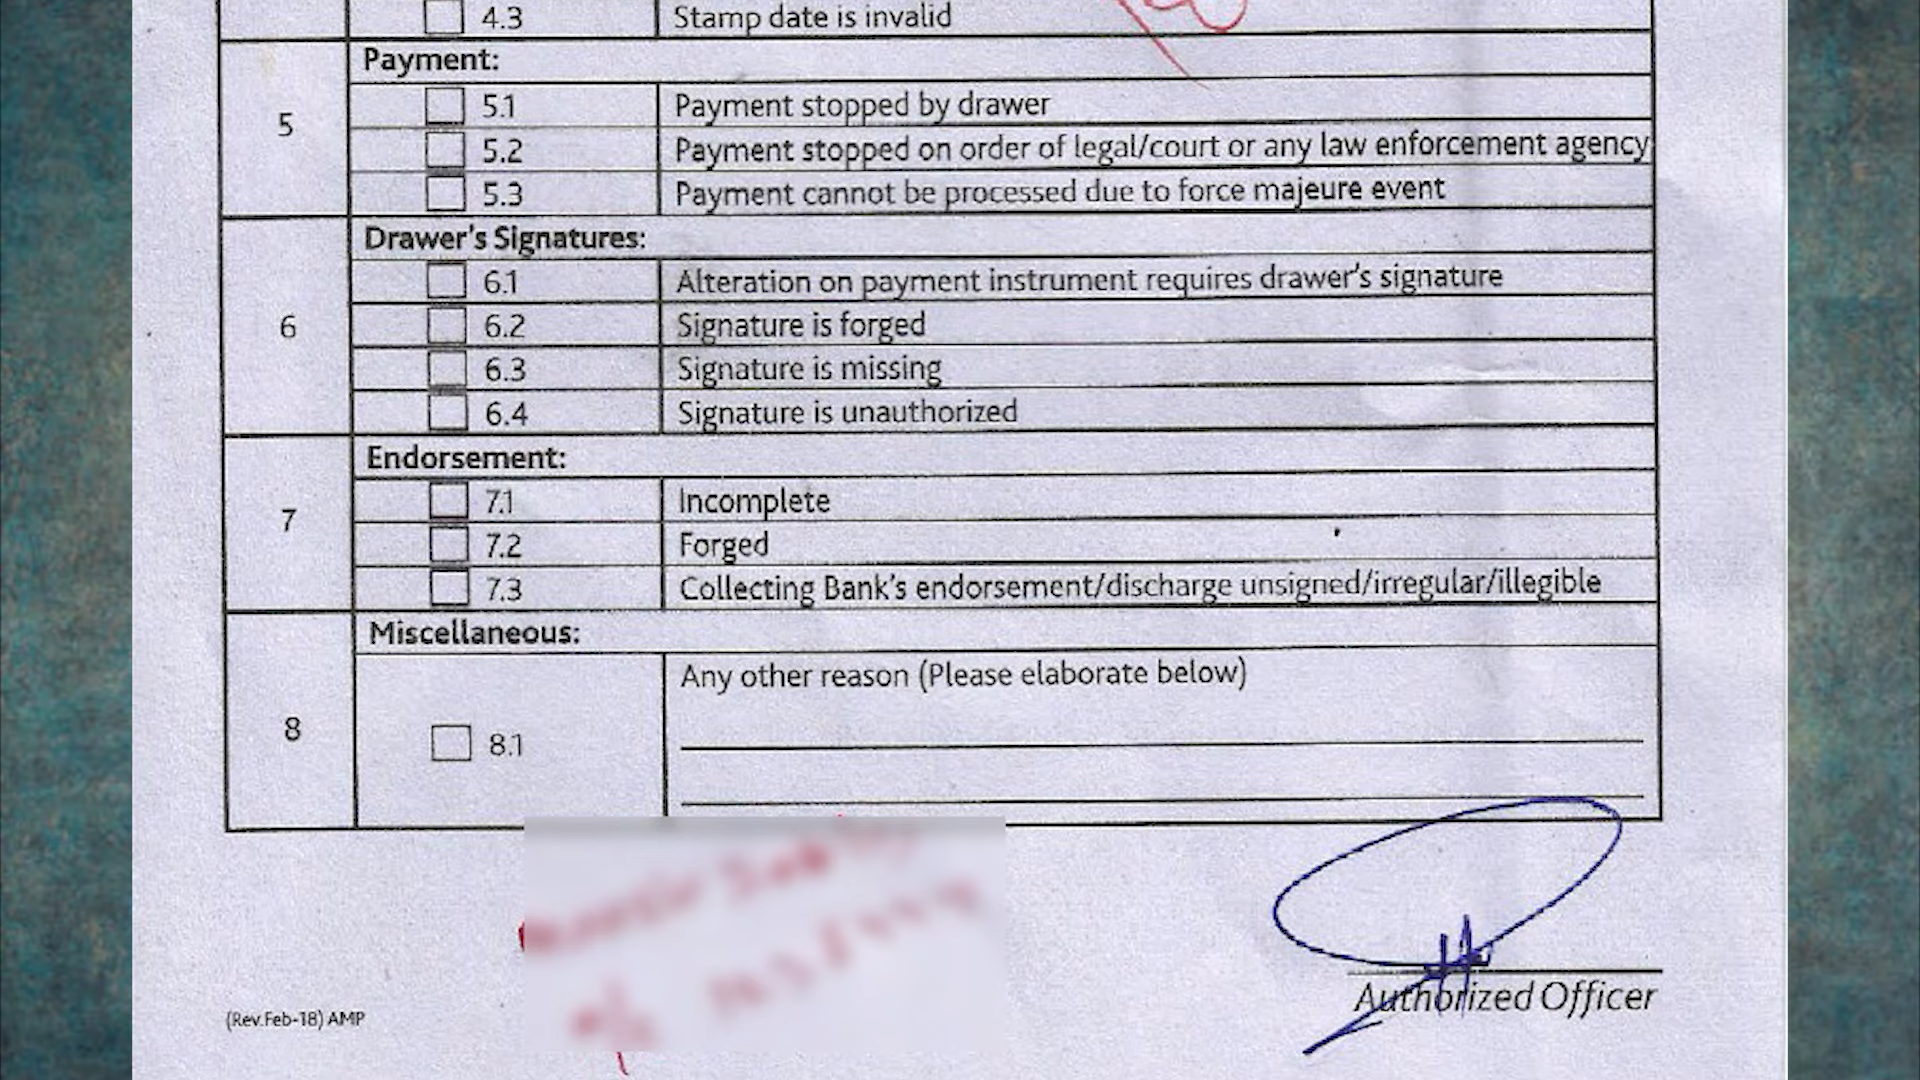 4.3 Stamp date is invalid
5
Payment:
5.1 Payment stopped by drawer
5.2 Payment stopped on order of legal/court or any law enforcement agency
5.3 Payment cannot be processed due to force majeure event
6
Drawer's Signatures:
6.1 Alteration on payment instrument requires drawer's signature
6.2 Signature is forged
6.3 Signature is missing
6.4 Signature is unauthorized
7
Endorsement:
7.1 Incomplete
7.2 Forged
7.3 Collecting Bank's endorsement/discharge unsigned/irregular/illegible
8
Miscellaneous:
Any other reason (Please elaborate below)
8.1
Authorized Officer
(Rev.Feb-18) AMP